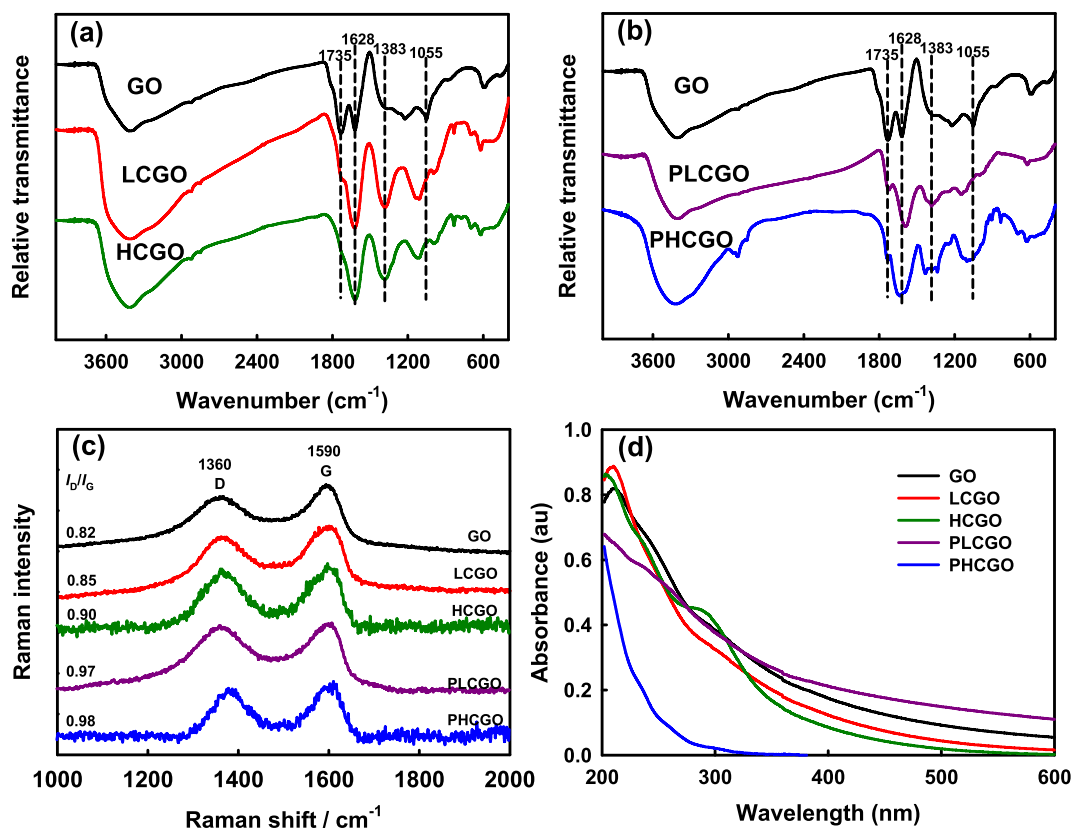 (a)
1628
1735 1383 1055
GO
LCGO
HCGO
Relative transmittance
3600 3000 2400 1800 1200 600
Wavenumber (cm⁻¹)
(b)
1628
1735 1383 1055
GO
PLCGO
PHCGO
Relative transmittance
3600 3000 2400 1800 1200 600
Wavenumber (cm⁻¹)
(c)
1360 1590
D G
I_D/I_G
0.82 GO
0.85 LCGO
0.90 HCGO
0.97 PLCGO
0.98 PHCGO
Raman intensity
1000 1200 1400 1600 1800 2000
Raman shift / cm⁻¹
(d)
1.0
0.8
0.6
0.4
0.2
0.0
GO
LCGO
HCGO
PLCGO
PHCGO
Absorbance (au)
200 300 400 500 600
Wavelength (nm)